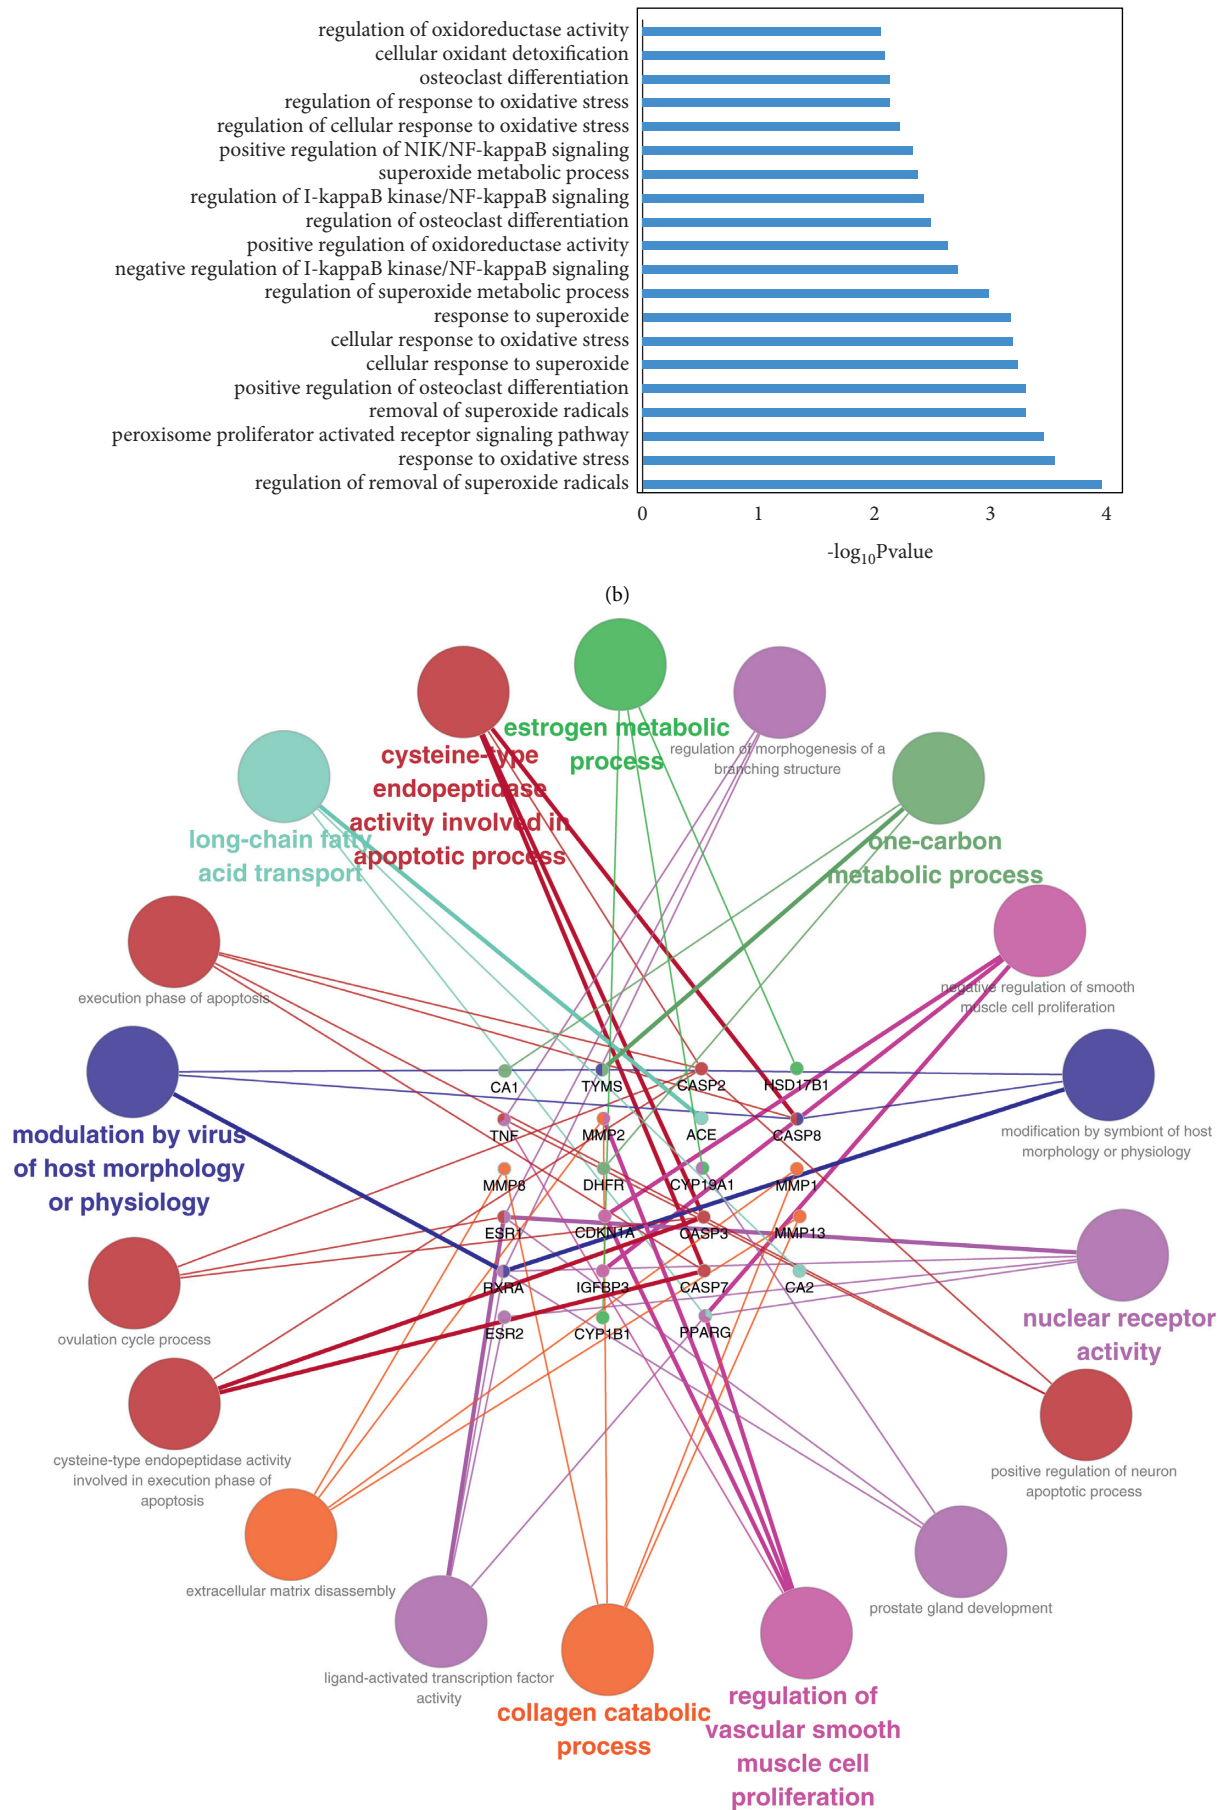 regulation of oxidoreductase activity
cellular oxidant detoxification
osteoclast differentiation
regulation of response to oxidative stress
regulation of cellular response to oxidative stress
positive regulation of NIK/NF-kappaB signaling
superoxide metabolic process
regulation of I-kappaB kinase/NF-kappaB signaling
regulation of osteoclast differentiation
positive regulation of oxidoreductase activity
negative regulation of I-kappaB kinase/NF-kappaB signaling
regulation of superoxide metabolic process
response to superoxide
cellular response to oxidative stress
cellular response to superoxide
positive regulation of osteoclast differentiation
removal of superoxide radicals
peroxisome proliferator activated receptor signaling pathway
response to oxidative stress
regulation of removal of superoxide radicals
0 1 2 3 4
-log10Pvalue
(b)
estrogen metabolic
process
regulation of morphogenesis of a
branching structure
cysteine-type
endopeptidase
activity involved in
apoptotic process
long-chain fatty
acid transport
one-carbon
metabolic process
execution phase of apoptosis
negative regulation of smooth
muscle cell proliferation
CA1 TYMS CASP2 HSD17B1
modulation by virus
of host morphology
or physiology
modification by symbiont of host
morphology or physiology
TNF MMP2 ACE CASP8
MMP8 DHFR CYP19A1 MMP1
ESR1 CDKN1A CASP3 MMP13
RXRA IGFBP3 CASP7 CA2
ESR2 CYP1B1 PPARG
ovulation cycle process
nuclear receptor
activity
cysteine-type endopeptidase activity
involved in execution phase of
apoptosis
positive regulation of neuron
apoptotic process
extracellular matrix disassembly
prostate gland development
ligand-activated transcription factor
activity
collagen catabolic
process
regulation of
vascular smooth
muscle cell
proliferation